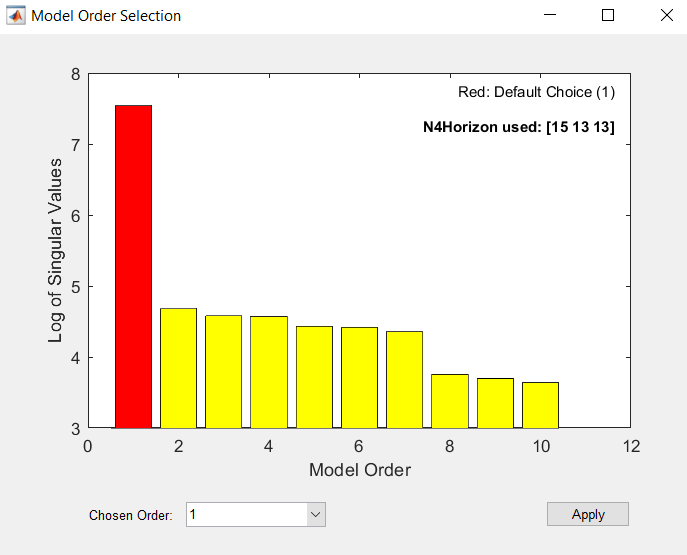 Model Order Selection
Red: Default Choice (1)
N4Horizon used: [15 13 13]
Log of Singular Values
8
7
6
5
4
3
0 2 4 6 8 10 12
Model Order
Chosen Order: 1 Apply